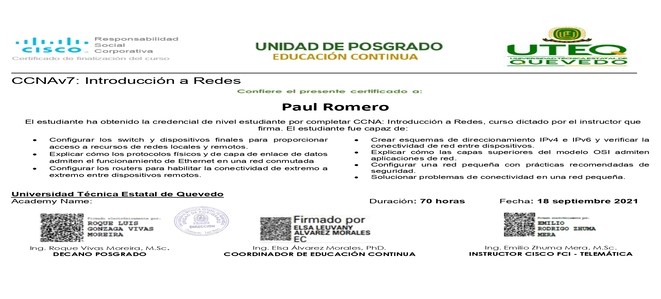 CISCO
Responsabilidad
Social
Corporativa
Certificado de finalización del curso
UNIDAD DE POSGRADO
EDUCACIÓN CONTINUA
UTEQ
UNIVERSIDAD TÉCNICA ESTATAL DE
QUEVEDO
CCNAv7: Introducción a Redes
Confiere el presente certificado a:
Paul Romero
El estudiante ha obtenido la credencial de nivel estudiante por completar CCNA: Introducción a Redes, curso dictado por el instructor que
firma. El estudiante fue capaz de:
• Configurar los switch y dispositivos finales para proporcionar
acceso a recursos de redes locales y remotos.
• Explicar cómo los protocolos físicos y de capa de enlace de datos
admiten el funcionamiento de Ethernet en una red conmutada
• Configurar los routers para habilitar la conectividad de extremo a
extremo entre dispositivos remotos.
• Crear esquemas de direccionamiento IPv4 e IPv6 y verificar la
conectividad de red entre dispositivos.
• Explicar cómo las capas superiores del modelo OSI admiten
aplicaciones de red.
• Configurar una red pequeña con prácticas recomendadas de
seguridad.
• Solucionar problemas de conectividad en una red pequeña.
Universidad Técnica Estatal de Quevedo
Academy Name:
Duración: 70 horas
Fecha: 18 septiembre 2021
Firmado electrónicamente por:
ROQUE LUIS
GONZAGA VIVAS
MOREIRA
Ing. Roque Vivas Moreira, M.Sc.
DECANO POSGRADO
Firmado por
ELSA LEUVANY
ALVAREZ MORALES
EC
Ing. Elsa Álvarez Morales, PhD.
COORDINADOR DE EDUCACIÓN CONTINUA
Firmado electrónicamente por:
EMILIO
RODRIGO ZHUMA
MERA
Ing. Emilio Zhuma Mera, M.Sc.
INSTRUCTOR CISCO FCI - TELEMÁTICA